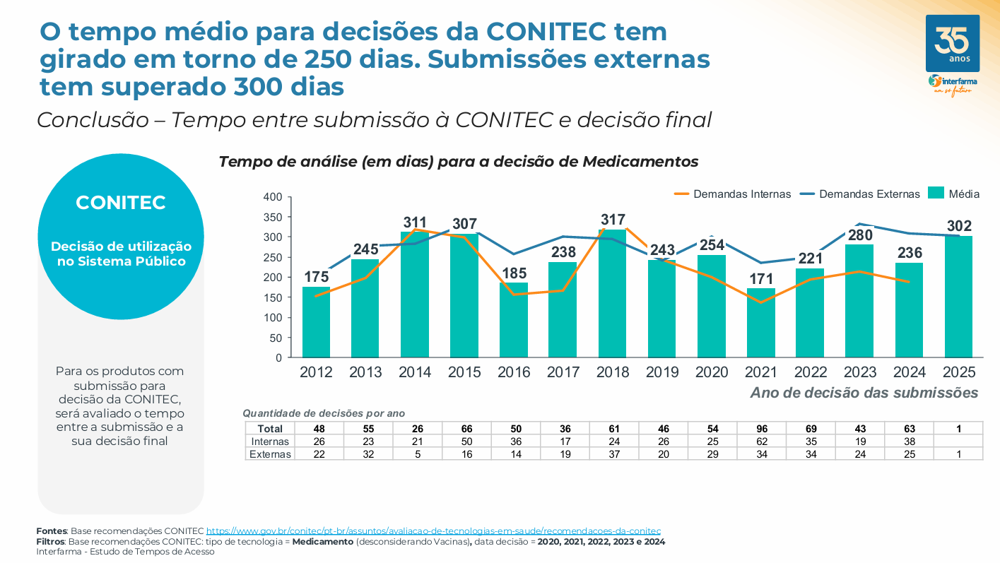 O tempo médio para decisões da CONITEC tem
girado em torno de 250 dias. Submissões externas
tem superado 300 dias
Conclusão – Tempo entre submissão à CONITEC e decisão final
35
anos
interfarma
um só futuro
CONITEC
Decisão de utilização
no Sistema Público
Para os produtos com
submissão para
decisão da CONITEC,
será avaliado o tempo
entre a submissão e a
sua decisão final
Tempo de análise (em dias) para a decisão de Medicamentos
Demandas Internas Demandas Externas Média
400
350
300
250
200
150
100
50
0
175 245 311 307 185 238 317 243 254 171 221 280 236 302
2012 2013 2014 2015 2016 2017 2018 2019 2020 2021 2022 2023 2024 2025
Ano de decisão das submissões
Quantidade de decisões por ano
Total 48 55 26 66 50 36 61 46 54 96 69 43 63 1
Internas 26 23 21 50 36 17 24 26 25 62 35 19 38
Externas 22 32 5 16 14 19 37 20 29 34 34 24 25 1
Fontes: Base recomendações CONITEC https://www.gov.br/conitec/pt-br/assuntos/avaliacao-de-tecnologias-em-saude/recomendacoes-da-conitec
Filtros: Base recomendações CONITEC: tipo de tecnologia = Medicamento (desconsiderando Vacinas), data decisão = 2020, 2021, 2022, 2023 e 2024
Interfarma - Estudo de Tempos de Acesso